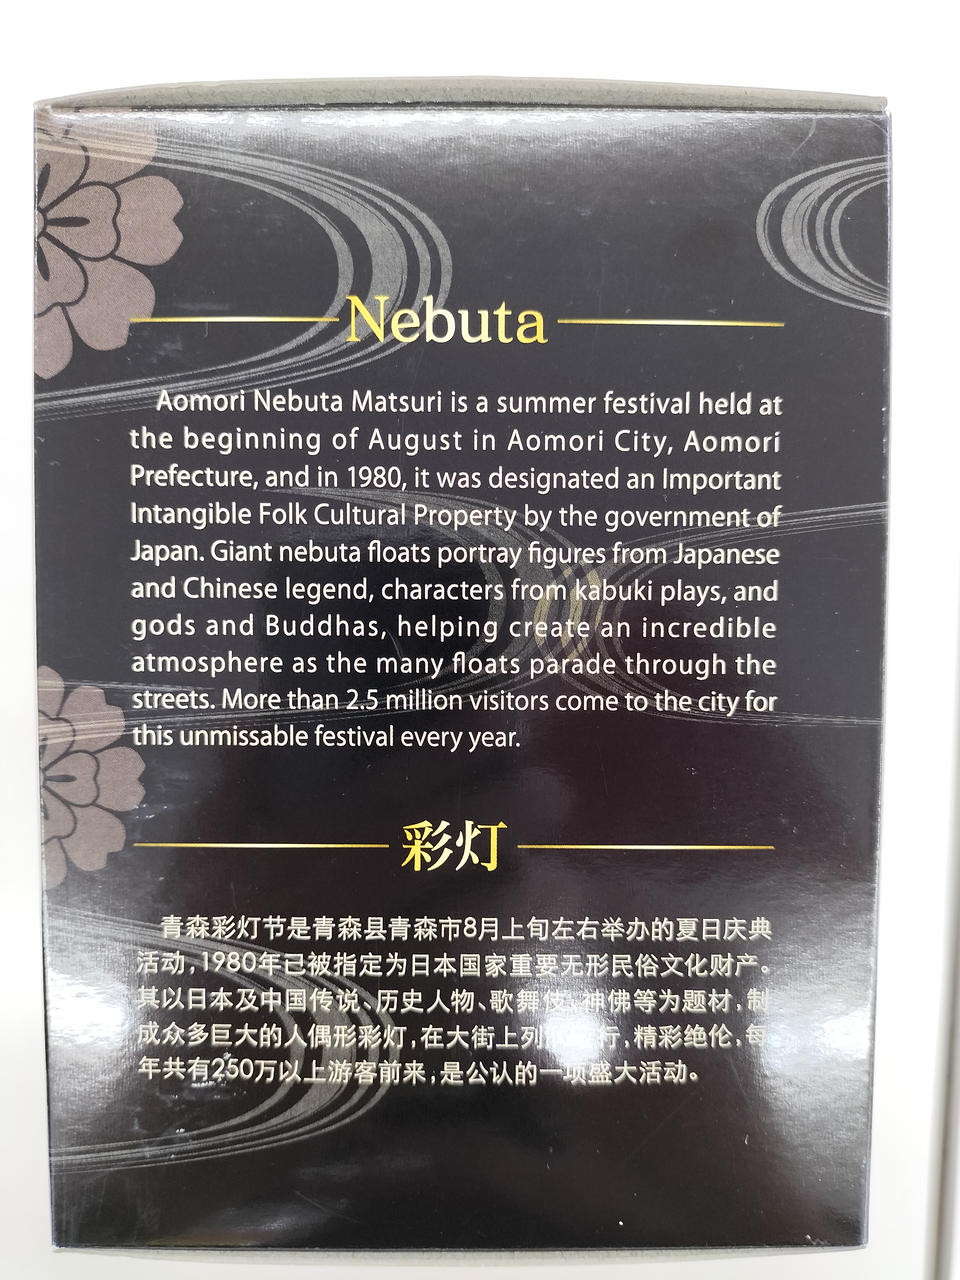 Nebuta
Aomori Nebuta Matsuri is a summer festival held at
the beginning of August in Aomori City, Aomori
Prefecture, and in 1980, it was designated an Important
Intangible Folk Cultural Property by the government of
Japan. Giant nebuta floats portray figures from Japanese
and Chinese legend, characters from kabuki plays, and
gods and Buddhas, helping create an incredible
atmosphere as the many floats parade through the
streets. More than 2.5 million visitors come to the city for
this unmissable festival every year.
彩灯
青森彩灯节是青森县青森市8月上旬左右举办的夏日庆典
活动,1980年已被指定为日本国家重要无形民俗文化财产。
其以日本及中国传说、历史人物、歌舞伎、神佛等为题材,制
成众多巨大的人偶形彩灯,在大街上列 行,精彩绝伦,每
年共有250万以上游客前来,是公认的一项盛大活动。